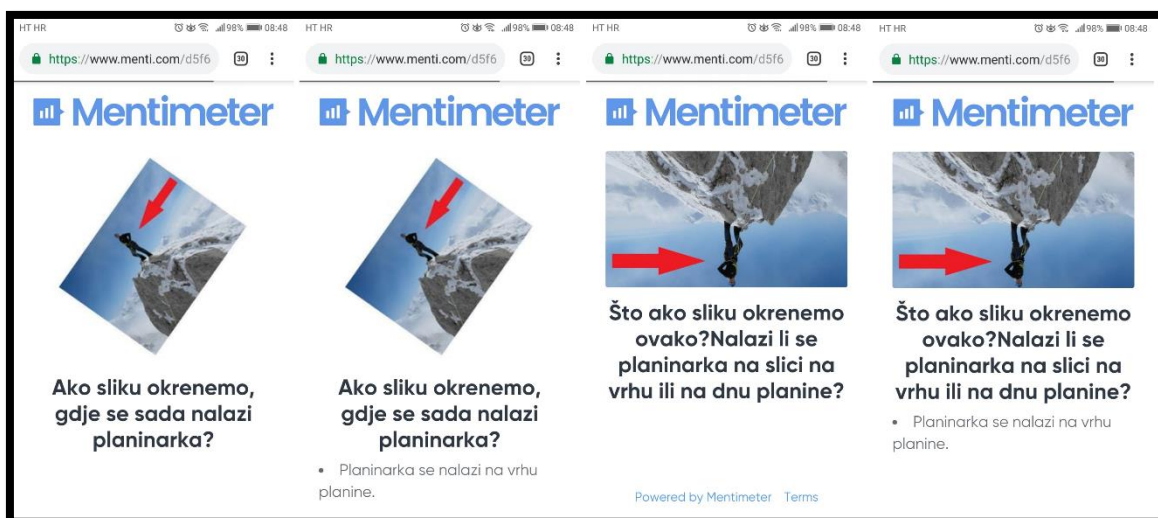 HT HR 98% 08:48
https://www.menti.com/d5f6 30
Mentimeter
Ako sliku okrenemo,
gdje se sada nalazi
planinarka?
HT HR 98% 08:48
https://www.menti.com/d5f6 30
Mentimeter
Ako sliku okrenemo,
gdje se sada nalazi
planinarka?
• Planinarka se nalazi na vrhu
planine.
HT HR 98% 08:48
https://www.menti.com/d5f6 30
Mentimeter
Što ako sliku okrenemo
ovako?Nalazi li se
planinarka na slici na
vrhu ili na dnu planine?
Powered by Mentimeter Terms
HT HR 98% 08:48
https://www.menti.com/d5f6 30
Mentimeter
Što ako sliku okrenemo
ovako?Nalazi li se
planinarka na slici na
vrhu ili na dnu planine?
• Planinarka se nalazi na vrhu
planine.